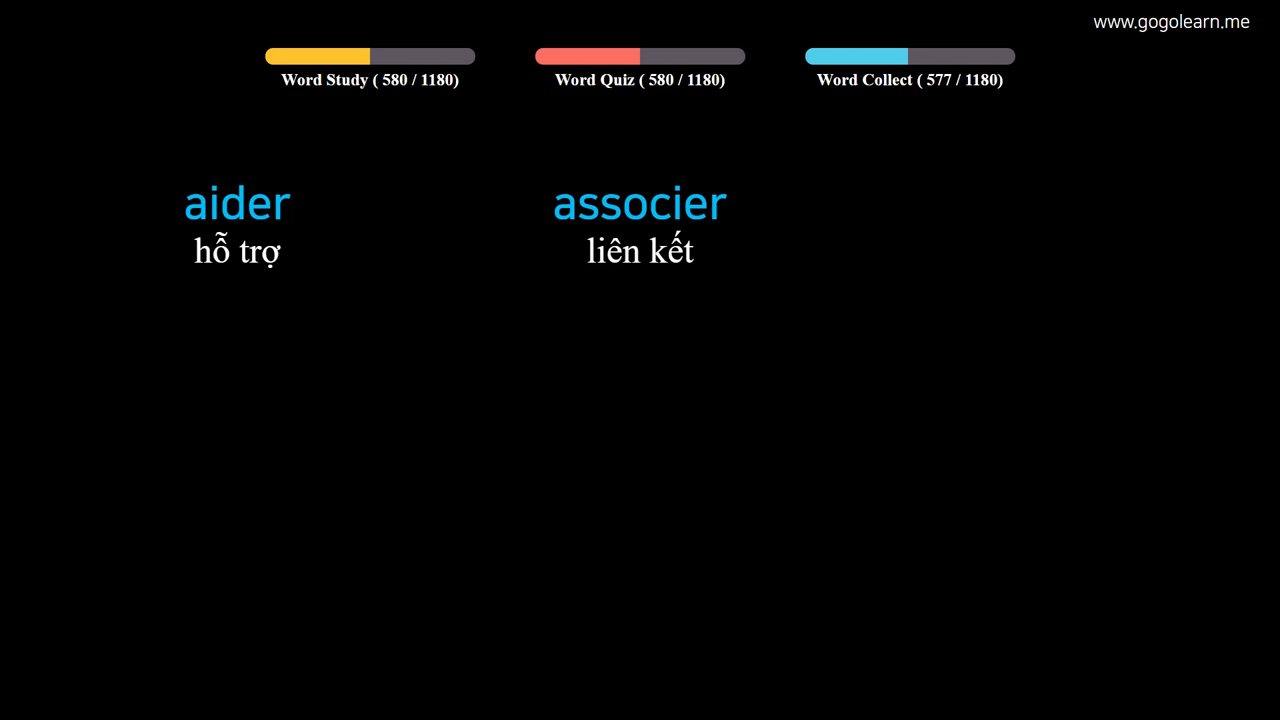 www.gogolearn.me
Word Study ( 580 / 1180)
Word Quiz ( 580 / 1180)
Word Collect ( 577 / 1180)
aider
hỗ trợ
associer
liên kết